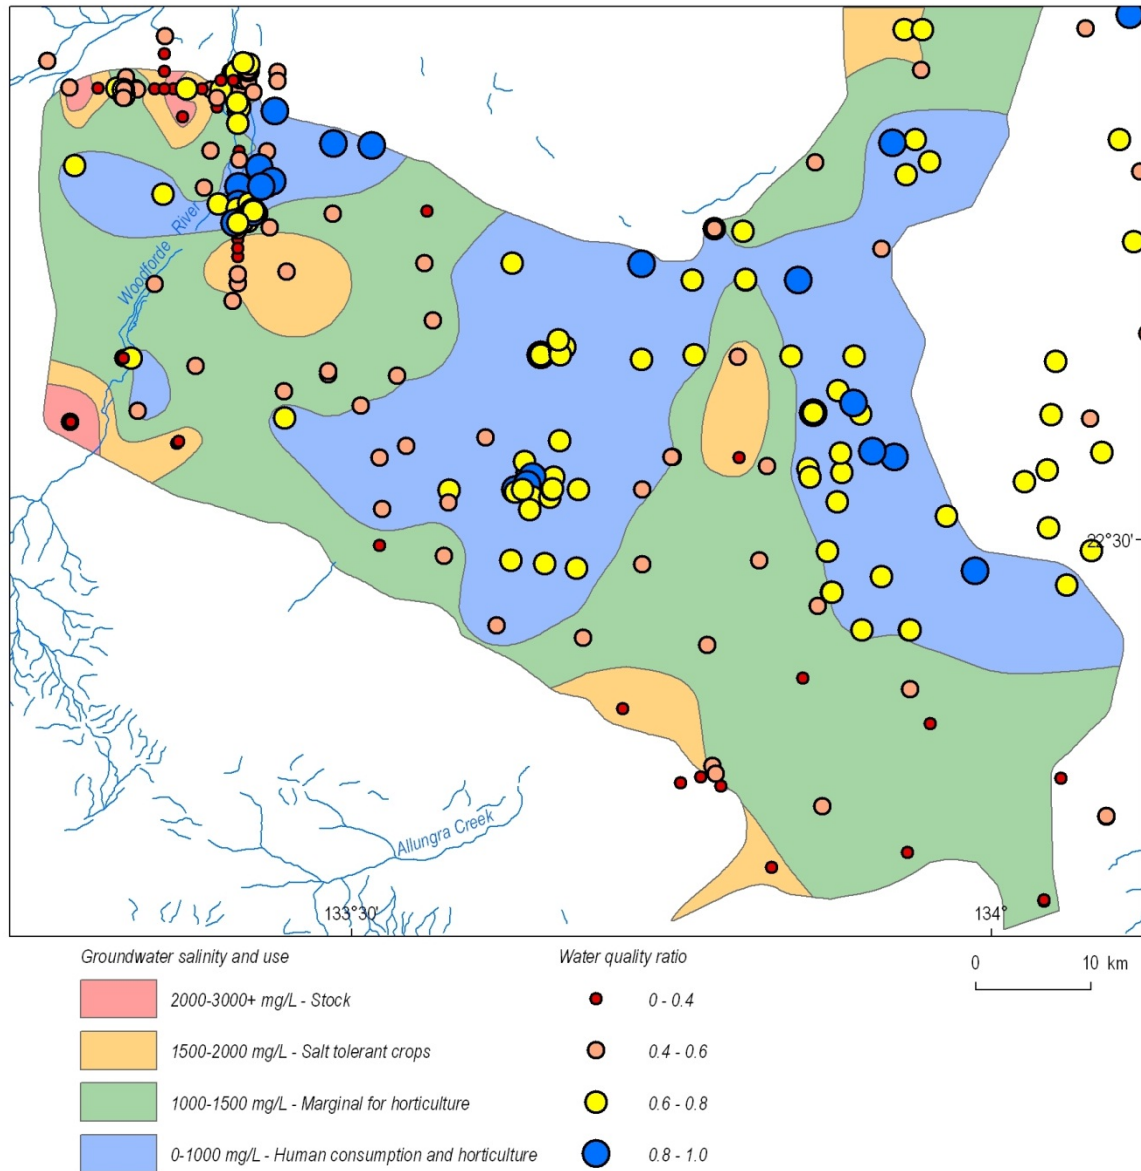 Woodforde River
22°30'
Allungra Creek
133°30'
134°
Groundwater salinity and use
Water quality ratio
0 10 km
2000-3000+ mg/L - Stock
0 - 0.4
1500-2000 mg/L - Salt tolerant crops
0.4 - 0.6
1000-1500 mg/L - Marginal for horticulture
0.6 - 0.8
0-1000 mg/L - Human consumption and horticulture
0.8 - 1.0